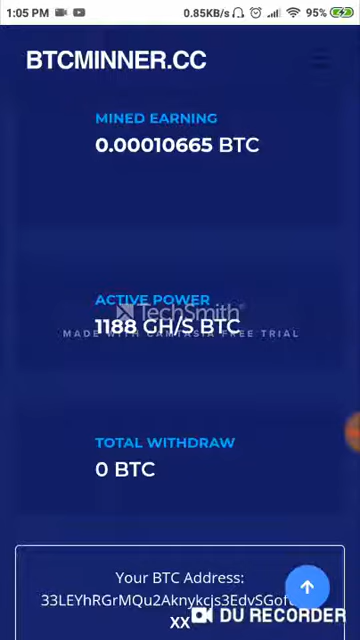 1:05 PM 0.85KB/s 95%
BTCMINNER.CC
MINED EARNING
0.00010665 BTC
ACTIVE POWER
TechSmith
1188 GH/S BTC
MADE WITH CAMTASIA FREE TRIAL
TOTAL WITHDRAW
0 BTC
Your BTC Address:
XX
DU RECORDER